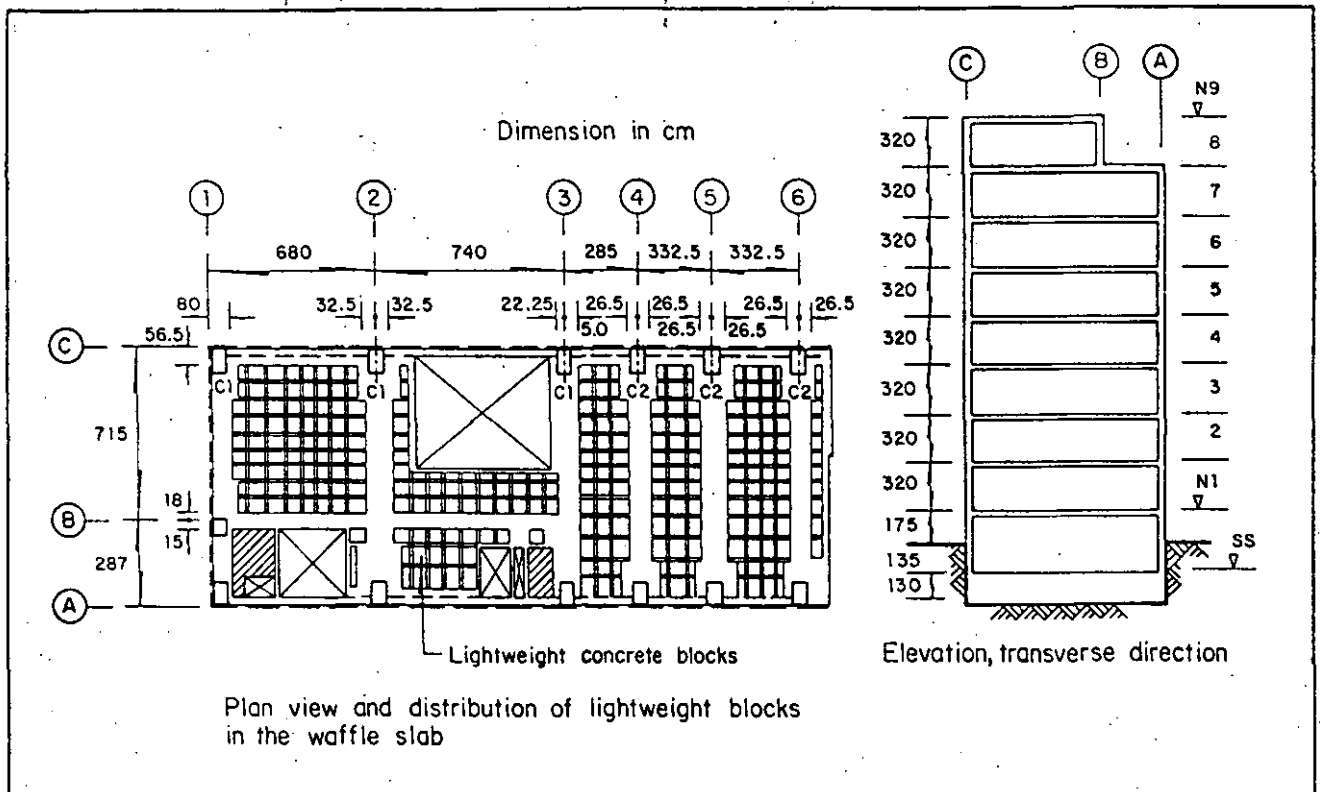 Dimension in cm
1 2 3 4 5 6
680 740 285 332.5 332.5
80 32.5 32.5 22.25 26.5 26.5 26.5 26.5
5.0 26.5 26.5
56.5
C
C1 C1 C1 C2 C2 C2
715
18
B
15
287
A
Lightweight concrete blocks
Plan view and distribution of lightweight blocks
in the waffle slab
C B A
N9
320 8
320 7
320 6
320 5
320 4
320 3
320 2
320 N1
175
135 SS
130
Elevation, transverse direction